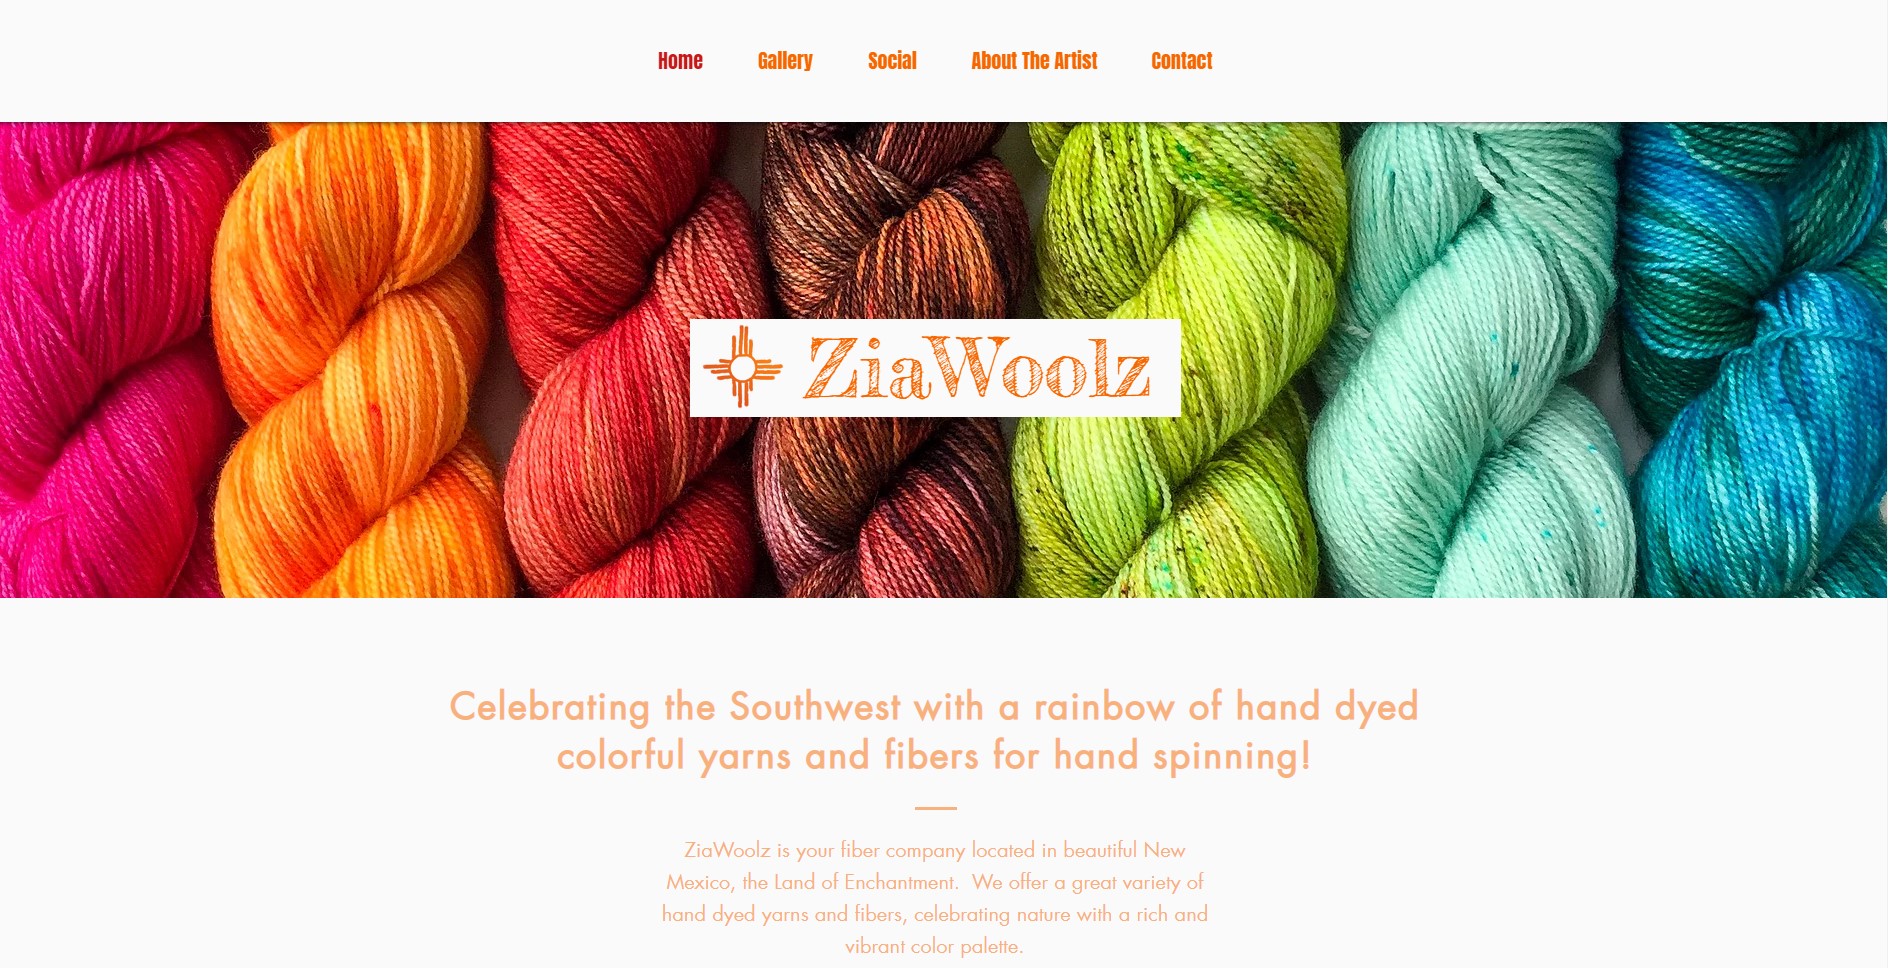 Home Gallery Social About The Artist Contact
ZiaWoolz
Celebrating the Southwest with a rainbow of hand dyed
colorful yarns and fibers for hand spinning!
ZiaWoolz is your fiber company located in beautiful New
Mexico, the Land of Enchantment.  We offer a great variety of
hand dyed yarns and fibers, celebrating nature with a rich and
vibrant color palette.